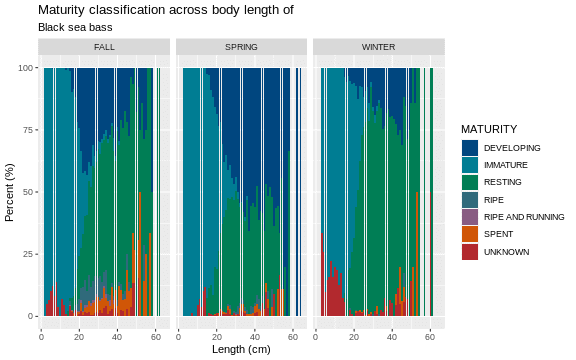 Maturity classification across body length of
Black sea bass
FALL
SPRING
WINTER
Percent (%)
100
75
50
25
0
0 20 40 60
0 20 40 60
0 20 40 60
Length (cm)
MATURITY
DEVELOPING
IMMATURE
RESTING
RIPE
RIPE AND RUNNING
SPENT
UNKNOWN